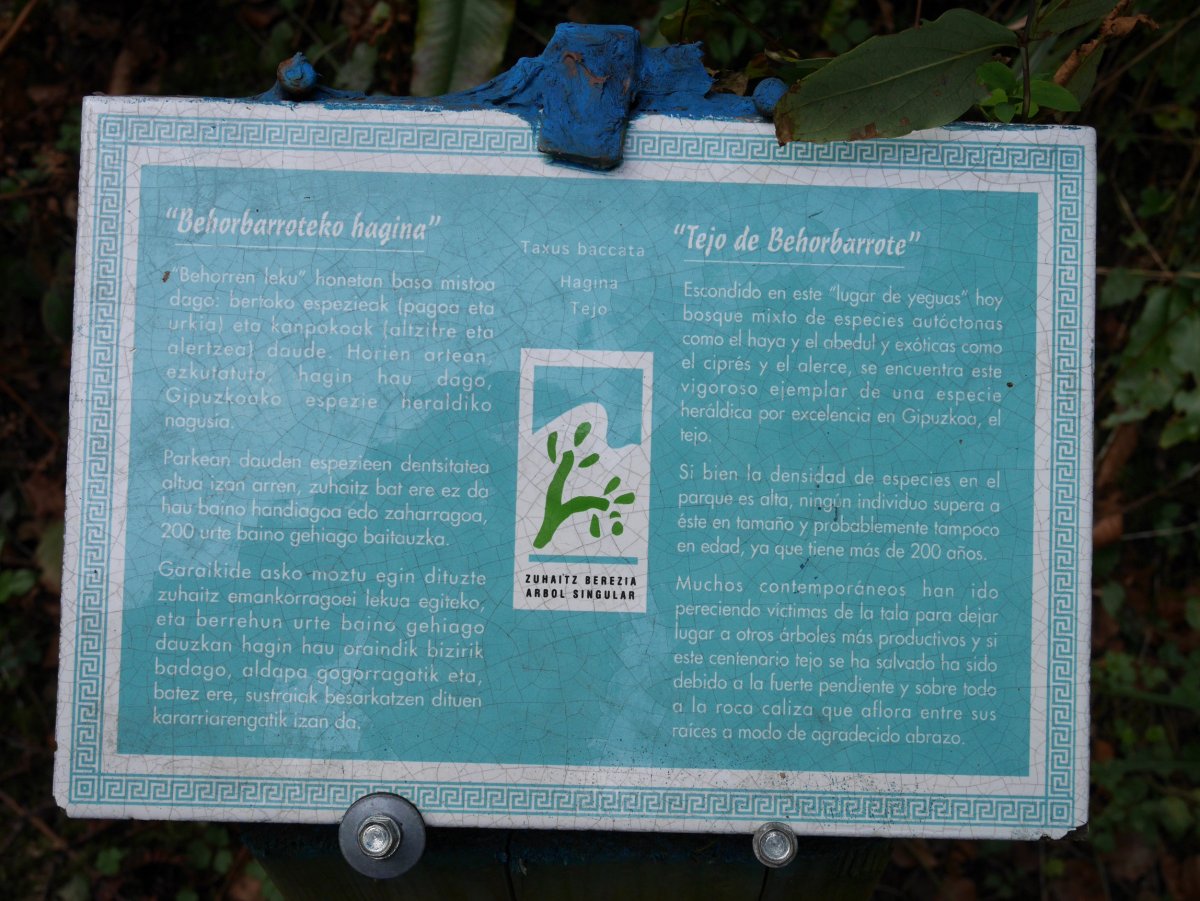 “Behorbarroteko hagina”
“Behorren leku” honetan baso mistoa
dago: bertoko espezieak (pagoa eta
urkia) eta kanpokoak (altzifre eta
alertzea) daude. Horien artean,
ezkutatuta, hagin hau dago,
Gipuzkoako espezie heraldiko
nagusia.
Parkean dauden espezieen dentsitatea
altua izan arren, zuhaitz bat ere ez da
hau baino handiagoa edo zaharragoa,
200 urte baino gehiago baitauzka.
Garaikide asko moztu egin dituzte
zuhaitz emankorragoei lekua egiteko,
eta berrehun urte baino gehiago
dauzkan hagin hau oraindik bizirik
badago, aldapa gogorragatik eta,
batez ere, sustraiak besarkatzen dituen
kararriarengatik izan da.
Taxus baccata
Hagina
Tejo
ZUHAITZ BEREZIA
ARBOL SINGULAR
“Tejo de Behorbarrote”
Escondido en este “lugar de yeguas” hoy
bosque mixto de especies autóctonas
como el haya y el abedul y exóticas como
el ciprés y el alerce, se encuentra este
vigoroso ejemplar de una especie
heráldica por excelencia en Gipuzkoa, el
tejo.
Si bien la densidad de especies en el
parque es alta, ningún individuo supera a
éste en tamaño y probablemente tampoco
en edad, ya que tiene más de 200 años.
Muchos contemporáneos han ido
pereciendo víctimas de la tala para dejar
lugar a otros árboles más productivos y si
este centenario tejo se ha salvado ha sido
debido a la fuerte pendiente y sobre todo
a la roca caliza que aflora entre sus
raíces a modo de agradecido abrazo.